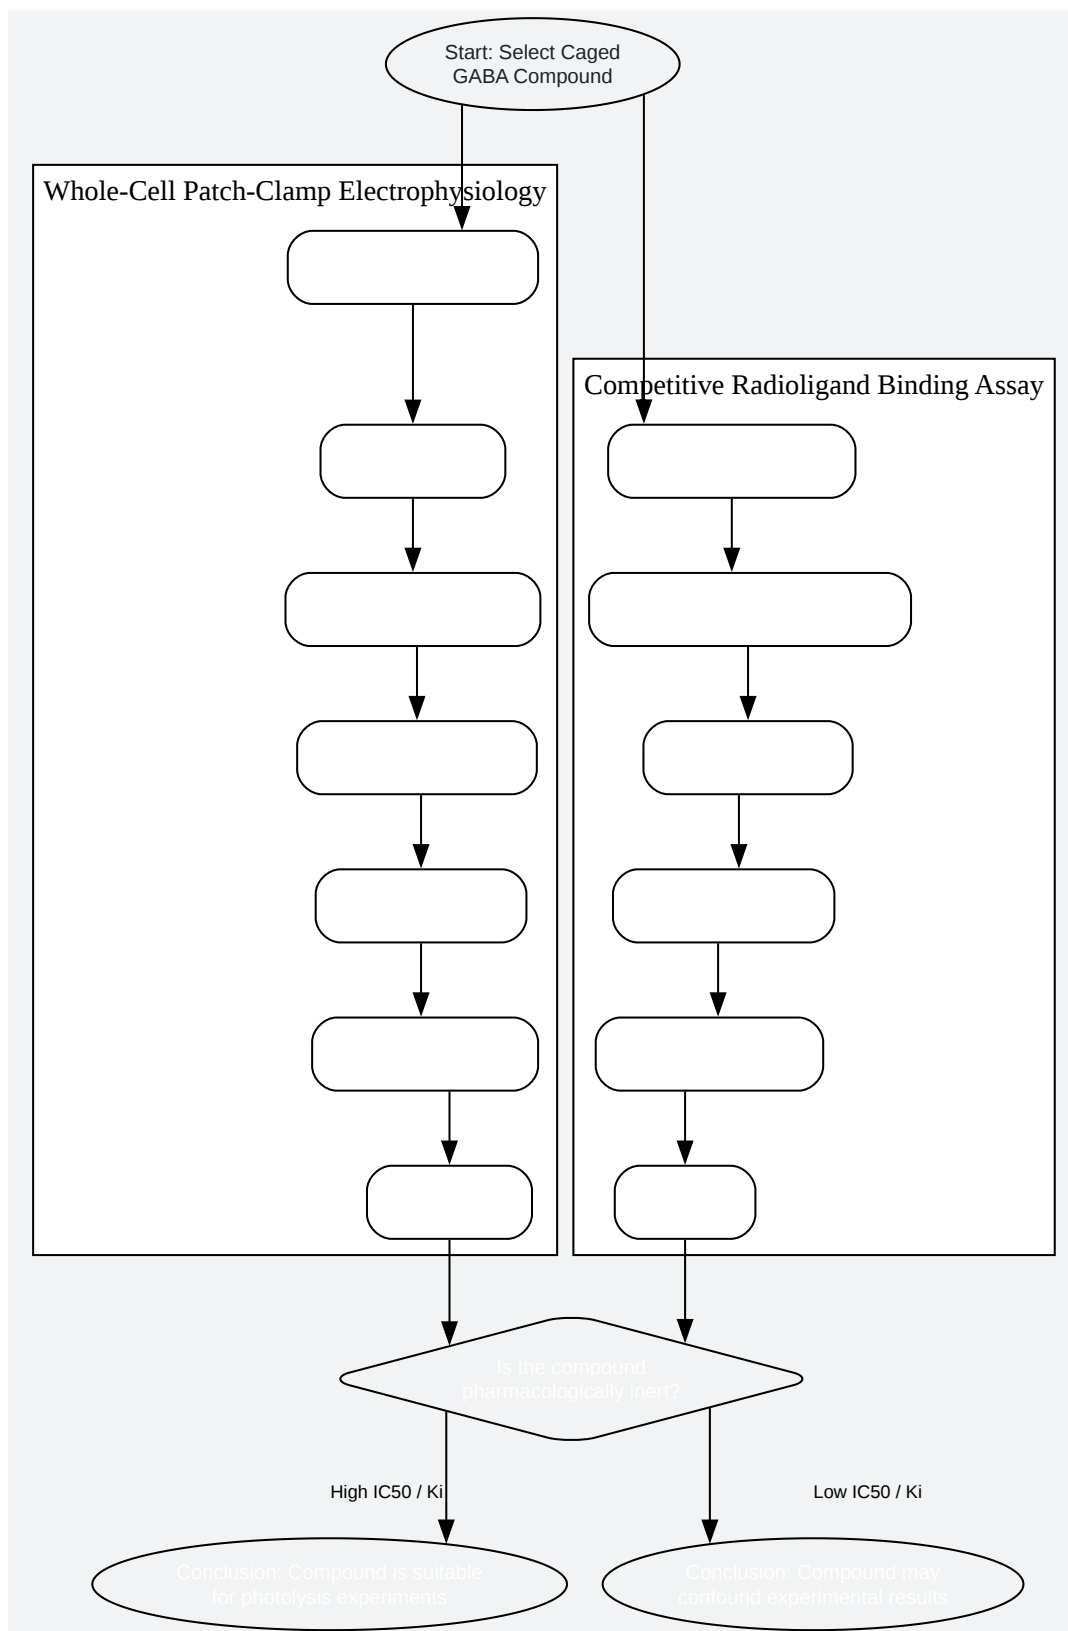 Start: Select Caged
GABA Compound
Whole-Cell Patch-Clamp Electrophysiology
Competitive Radioligand Binding Assay
Is the compound
pharmacologically inert?
High IC50 / Ki
Low IC50 / Ki
Conclusion: Compound is suitable
for photolysis experiments
Conclusion: Compound may
confound experimental results